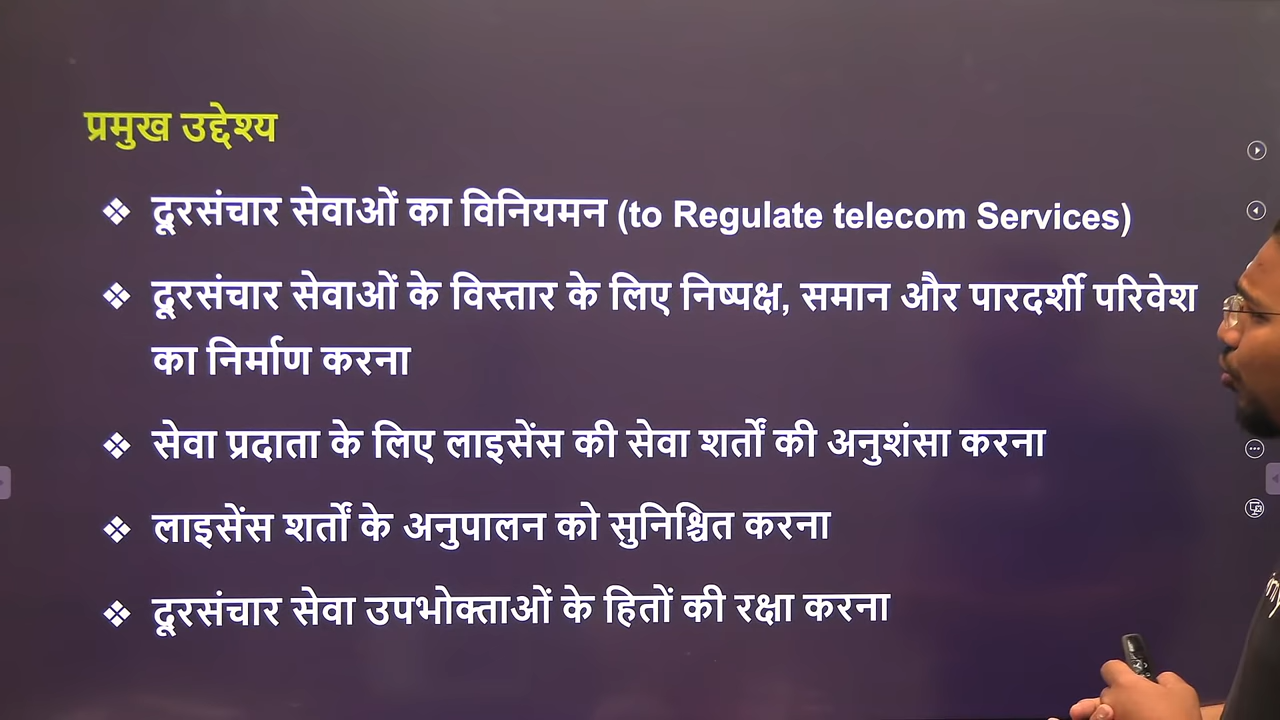 प्रमुख उद्देश्य
❖ दूरसंचार सेवाओं का विनियमन (to Regulate telecom Services)
❖ दूरसंचार सेवाओं के विस्तार के लिए निष्पक्ष, समान और पारदर्शी परिवेश
का निर्माण करना
❖ सेवा प्रदाता के लिए लाइसेंस की सेवा शर्तों की अनुशंसा करना
❖ लाइसेंस शर्तों के अनुपालन को सुनिश्चित करना
❖ दूरसंचार सेवा उपभोक्ताओं के हितों की रक्षा करना